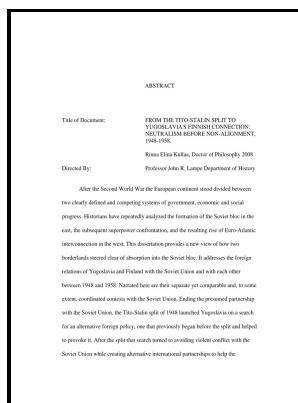 ABSTRACT
Title of Document: FROM THE TITO-STALIN SPLIT TO
YUGOSLAVIA'S FINNISH CONNECTION:
NEUTRALISM BEFORE NON-ALIGNMENT,
1948-1958.
Rinna Elina Kullaa, Doctor of Philosophy 2008
Directed By: Professor John R. Lampe Department of History
After the Second World War the European continent stood divided between
two clearly defined and competing systems of government, economic and social
progress. Historians have repeatedly analyzed the formation of the Soviet bloc in the
east, the subsequent superpower confrontation, and the resulting rise of Euro-Atlantic
interconnection in the west. This dissertation provides a new view of how two
borderlands steered clear of absorption into the Soviet bloc. It addresses the foreign
relations of Yugoslavia and Finland with the Soviet Union and with each other
between 1948 and 1958. Narrated here are their separate yet comparable and, to some
extent, coordinated contests with the Soviet Union. Ending the presumed partnership
with the Soviet Union, the Tito-Stalin split of 1948 launched Yugoslavia on a search
for an alternative foreign policy, one that previously began before the split and helped
to provoke it. After the split that search turned to avoiding violent conflict with the
Soviet Union while creating alternative international partnerships to help the